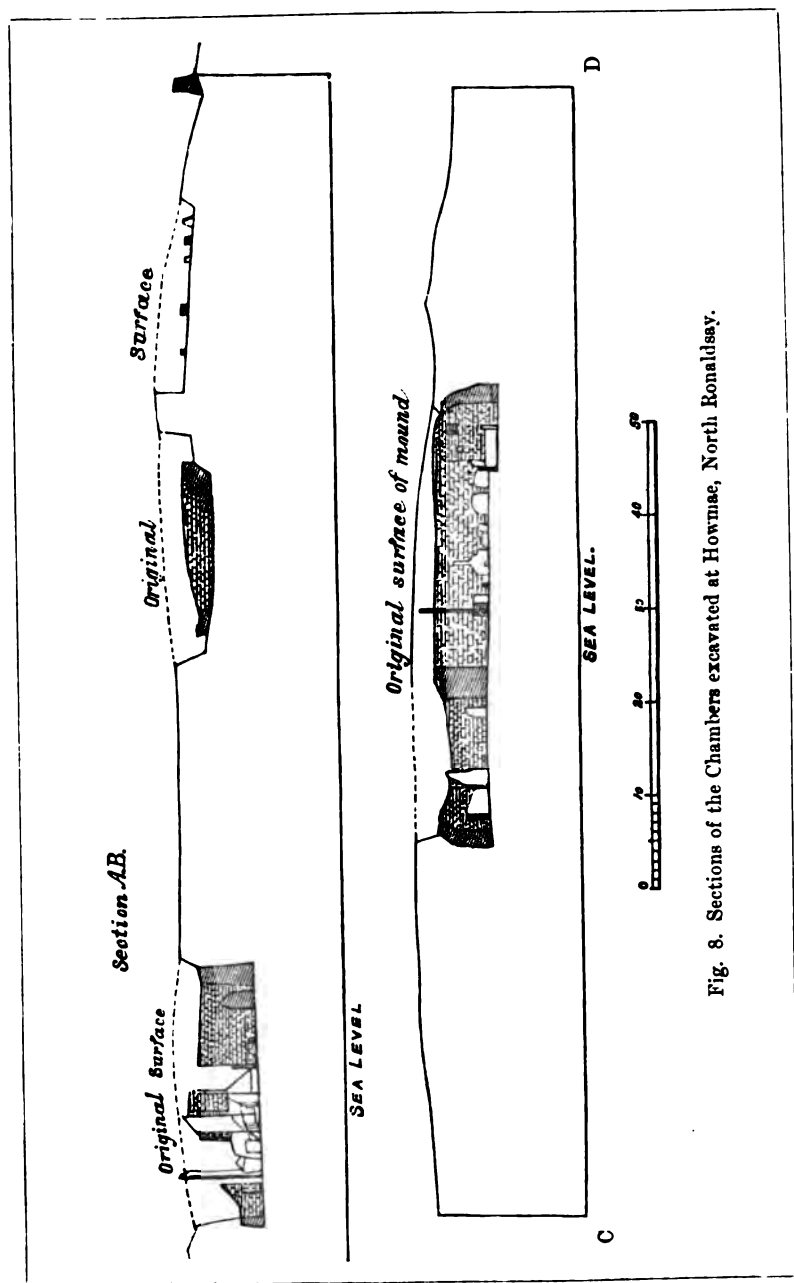 Section A.B.
Original Surface
Original Surface
SEA LEVEL
Original surface of mound
C
D
SEA LEVEL.
0 10 20 30 40 50
Fig. 8. Sections of the Chambers excavated at Howmae, North Ronaldsay.